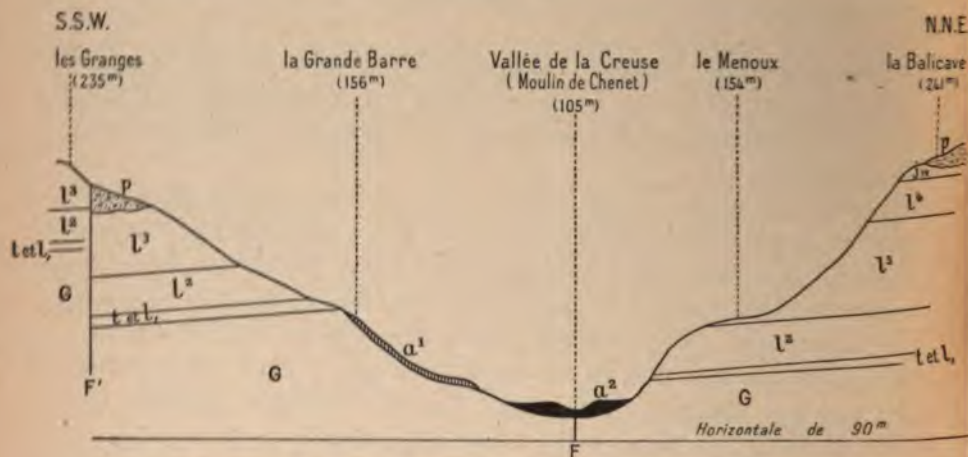 S.S.W.
N.N.E
les Granges
(235ᵐ)
la Grande Barre
(156ᵐ)
Vallée de la Creuse
( Moulin de Chenet )
(105ᵐ)
le Menoux
(154ᵐ)
la Balicave
(241ᵐ)
P
P
l³
l⁴
l²
l³
l³
t et l,
G
l²
t et l,
l²
t et l,
a¹
G
a²
G
F'
Horizontale de 90ᵐ
F